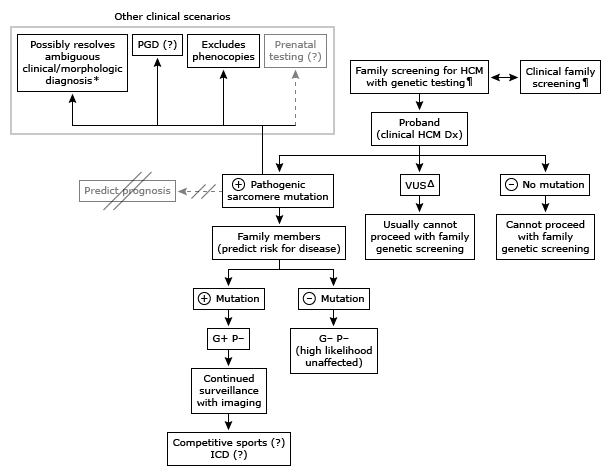 Other clinical scenarios
Possibly resolves
ambiguous
clinical/morphologic
diagnosis*
PGD (?)
Excludes
phenocopies
Prenatal
testing (?)
Family screening for HCM
with genetic testing¶
Clinical family
screening¶
Proband
(clinical HCM Dx)
Predict prognosis
+ Pathogenic
sarcomere mutation
VUSΔ
− No mutation
Family members
(predict risk for disease)
Usually cannot
proceed with family
genetic screening
Cannot proceed
with family
genetic screening
+ Mutation
− Mutation
G+ P−
G− P−
(high likelihood
unaffected)
Continued
surveillance
with imaging
Competitive sports (?)
ICD (?)